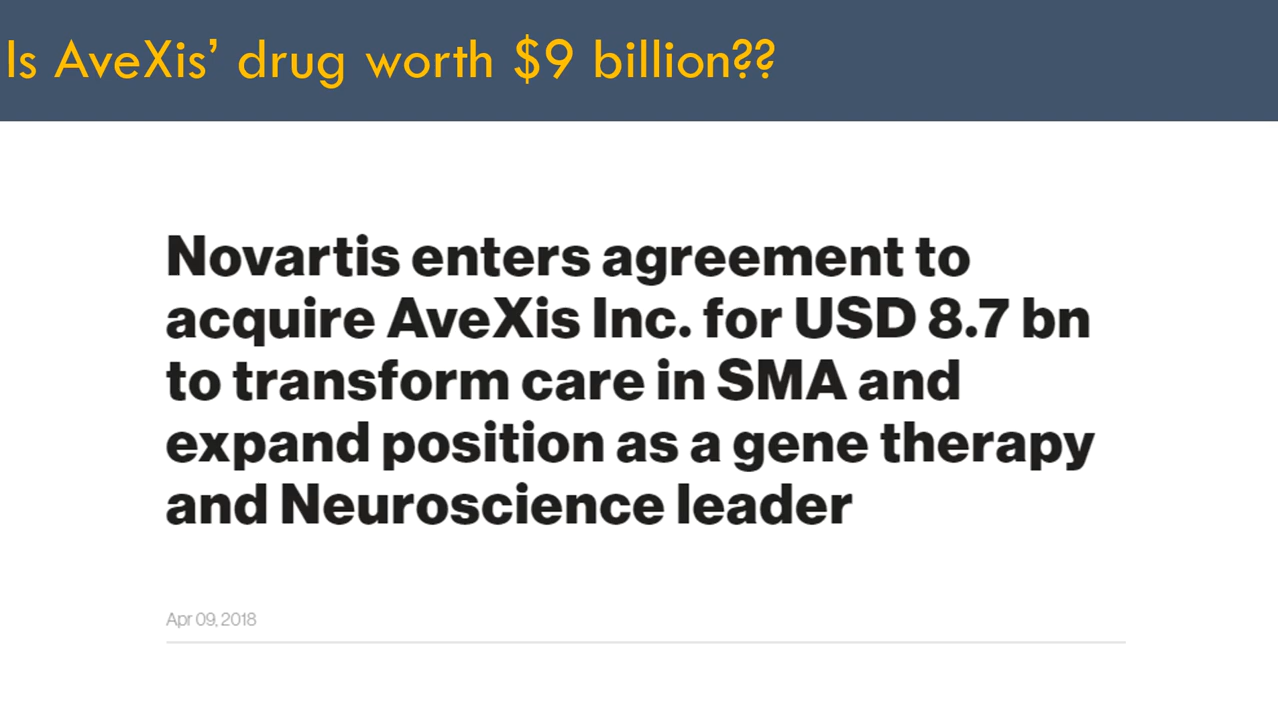 Is AveXis’ drug worth $9 billion??
Novartis enters agreement to
acquire AveXis Inc. for USD 8.7 bn
to transform care in SMA and
expand position as a gene therapy
and Neuroscience leader
Apr 09, 2018